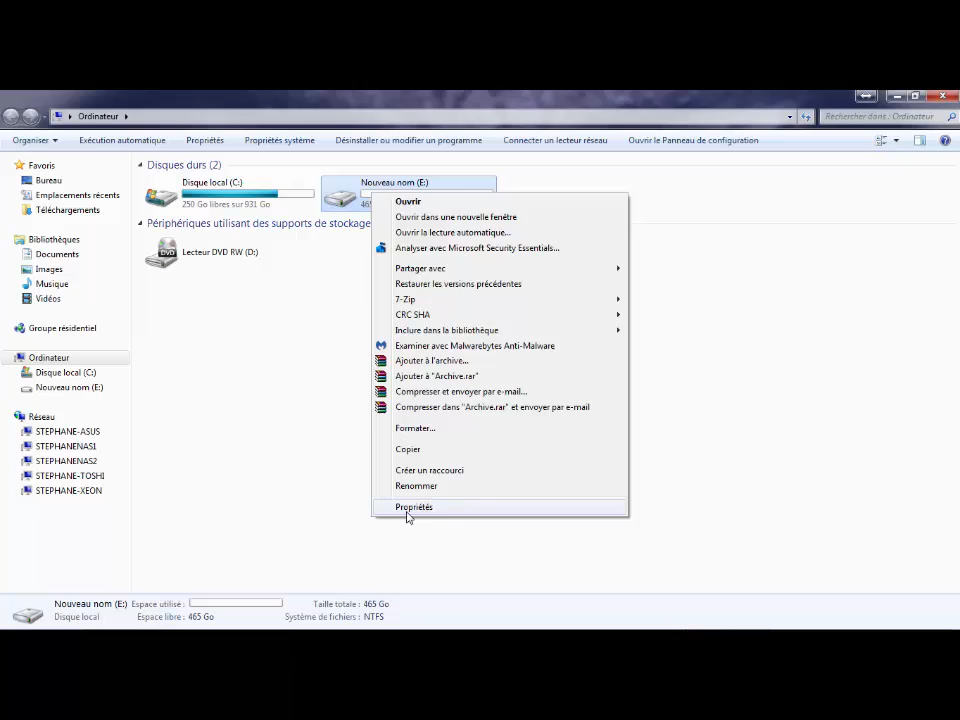 Ordinateur
Rechercher dans : Ordinateur
Organiser
Exécution automatique
Propriétés
Propriétés système
Désinstaller ou modifier un programme
Connecter un lecteur réseau
Ouvrir le Panneau de configuration
Favoris
Bureau
Emplacements récents
Téléchargements
Bibliothèques
Documents
Images
Musique
Vidéos
Groupe résidentiel
Ordinateur
Disque local (C:)
Nouveau nom (E:)
Réseau
STEPHANE-ASUS
STEPHANENAS1
STEPHANENAS2
STEPHANE-TOSHI
STEPHANE-XEON
Disques durs (2)
Disque local (C:)
250 Go libres sur 931 Go
Nouveau nom (E:)
Périphériques utilisant des supports de stockage
DVD
Lecteur DVD RW (D:)
Ouvrir
Ouvrir dans une nouvelle fenêtre
Ouvrir la lecture automatique...
Analyser avec Microsoft Security Essentials...
Partager avec
Restaurer les versions précédentes
7-Zip
CRC SHA
Inclure dans la bibliothèque
Examiner avec Malwarebytes Anti-Malware
Ajouter à l'archive...
Ajouter à "Archive.rar"
Compresser et envoyer par e-mail...
Compresser dans "Archive.rar" et envoyer par e-mail
Formater...
Copier
Créer un raccourci
Renommer
Propriétés
Nouveau nom (E:) Espace utilisé : Taille totale : 465 Go
Disque local Espace libre : 465 Go Système de fichiers : NTFS